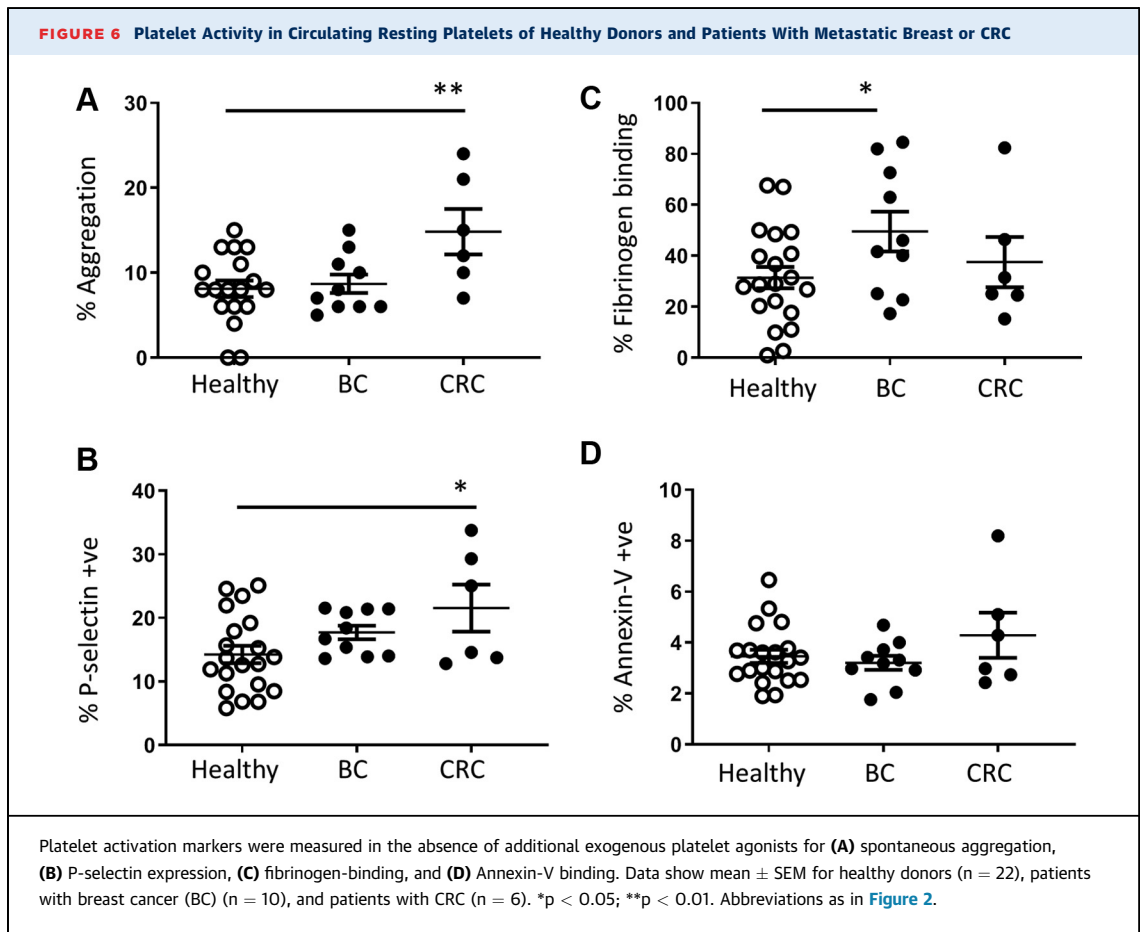 FIGURE 6 Platelet Activity in Circulating Resting Platelets of Healthy Donors and Patients With Metastatic Breast or CRC
A
% Aggregation
30
20
10
0
**
Healthy
BC
CRC
C
% Fibrinogen binding
100
80
60
40
20
0
*
Healthy
BC
CRC
B
% P-selectin +ve
40
30
20
10
0
*
Healthy
BC
CRC
D
% Annexin-V +ve
10
8
6
4
2
0
Healthy
BC
CRC
Platelet activation markers were measured in the absence of additional exogenous platelet agonists for (A) spontaneous aggregation,
(B) P-selectin expression, (C) fibrinogen-binding, and (D) Annexin-V binding. Data show mean ± SEM for healthy donors (n = 22), patients
with breast cancer (BC) (n = 10), and patients with CRC (n = 6). *p < 0.05; **p < 0.01. Abbreviations as in Figure 2.